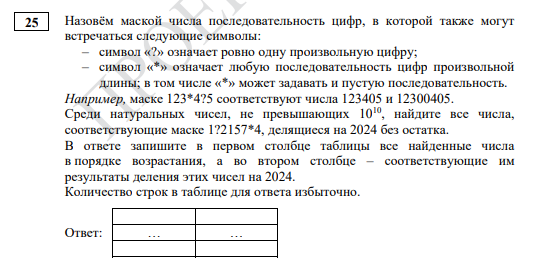 25
Назовём маской числа последовательность цифр, в которой также могут
встречаться следующие символы:
– символ «?» означает ровно одну произвольную цифру;
– символ «*» означает любую последовательность цифр произвольной
длины; в том числе «*» может задавать и пустую последовательность.
Например, маске 123*4?5 соответствуют числа 123405 и 12300405.
Среди натуральных чисел, не превышающих 10¹⁰, найдите все числа,
соответствующие маске 1?2157*4, делящиеся на 2024 без остатка.
В ответе запишите в первом столбце таблицы все найденные числа
в порядке возрастания, а во втором столбце – соответствующие им
результаты деления этих чисел на 2024.
Количество строк в таблице для ответа избыточно.
Ответ:
... ...